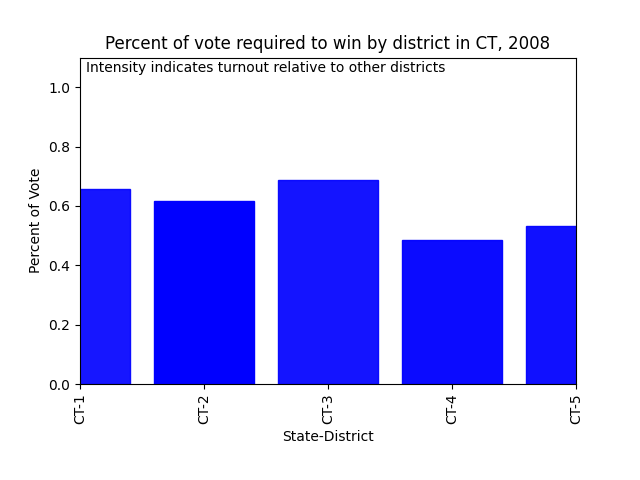 Percent of vote required to win by district in CT, 2008
Intensity indicates turnout relative to other districts
1.0
0.8
0.6
0.4
0.2
0.0
Percent of Vote
CT-1
CT-2
CT-3
CT-4
CT-5
State-District